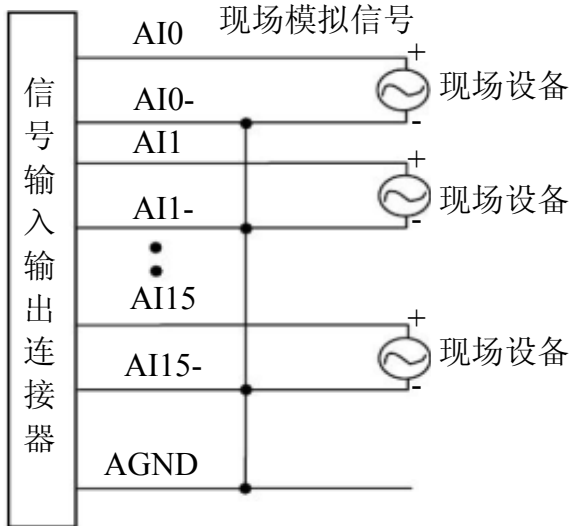 现场模拟信号
AI0
+
现场设备
AI0-
-
AI1
+
现场设备
AI1-
-
AI15
+
现场设备
AI15-
-
AGND
信号输入输出连接器